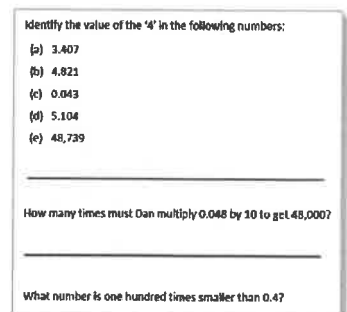 Identify the value of the '4' in the following numbers:
(a) 3.407
(b) 4.821
(c) 0.043
(d) 5.104
(e) 48,739
How many times must Dan multiply 0.048 by 10 to get 48,000?
What number is one hundred times smaller than 0.4?